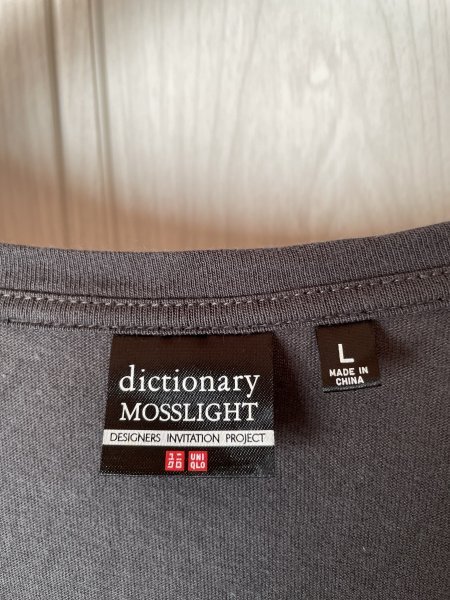 dictionary
MOSSLIGHT
DESIGNERS INVITATION PROJECT
ユニ
クロ
UNI
QLO
L
MADE IN
CHINA